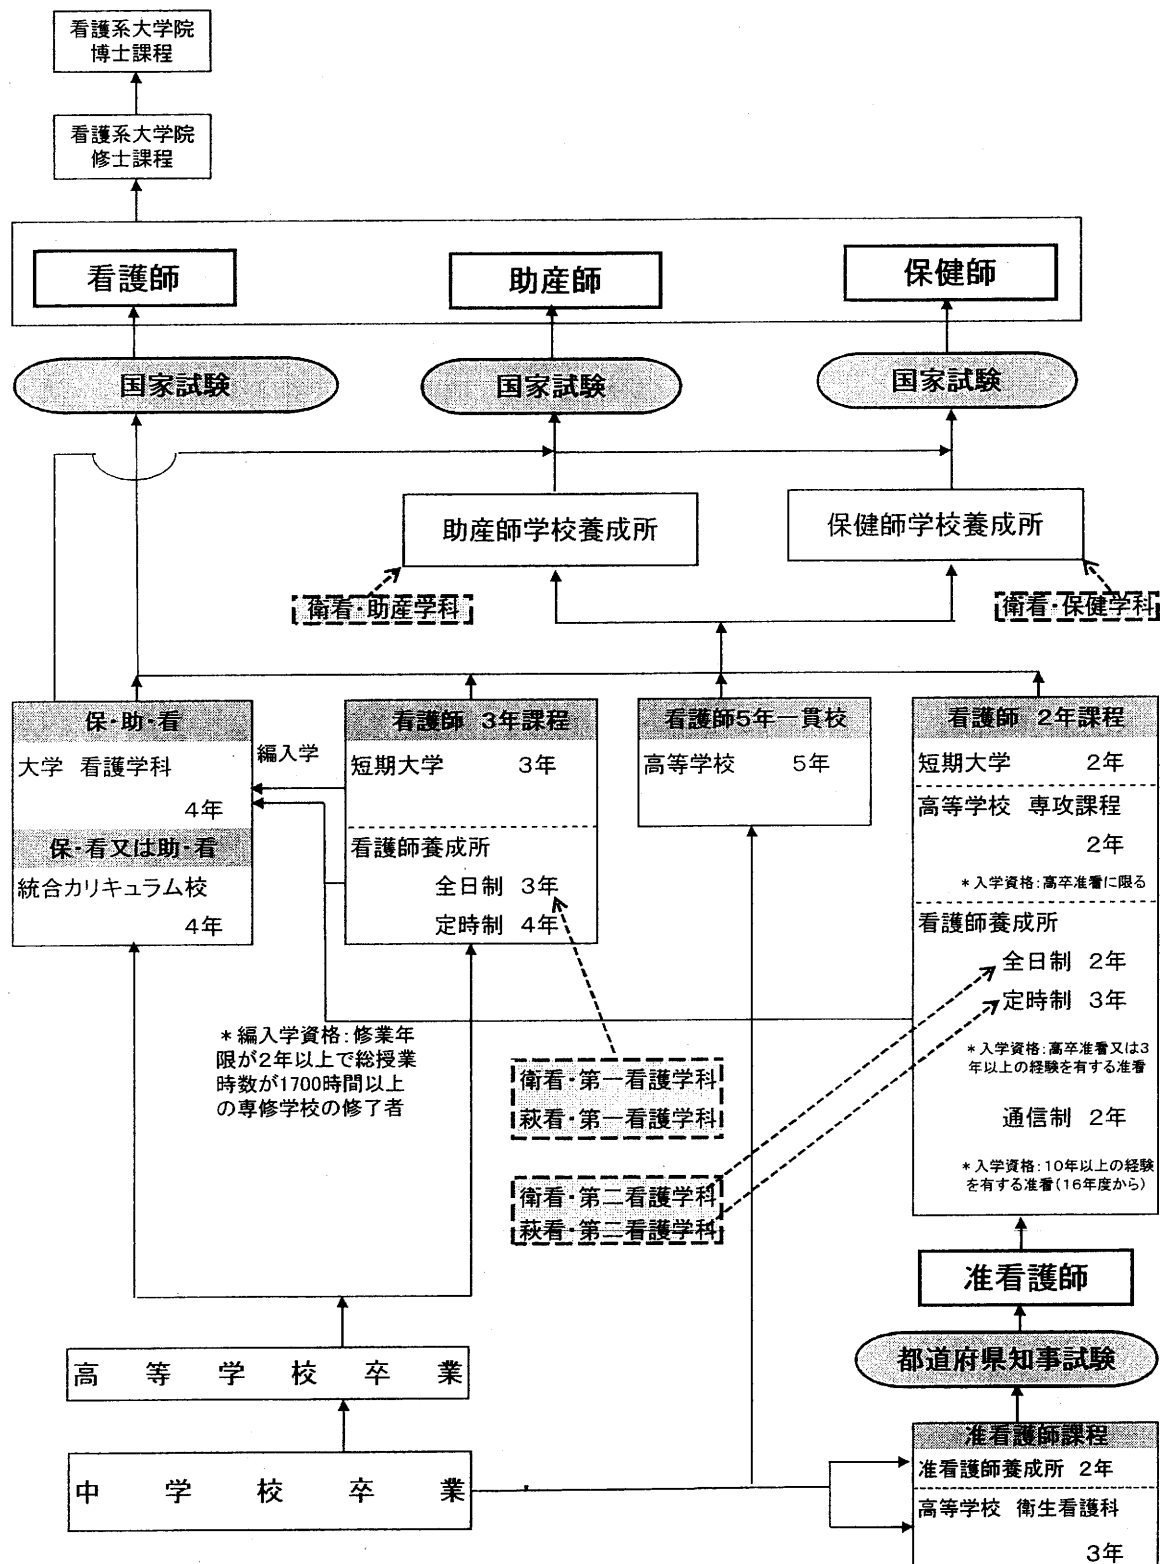 看護系大学院
博士課程
看護系大学院
修士課程
看護師
助産師
保健師
国家試験
国家試験
国家試験
助産師学校養成所
保健師学校養成所
衛看・助産学科
衛看・保健学科
保・助・看
大学 看護学科
4年
保・看又は助・看
統合カリキュラム校
4年
編入学
看護師 3年課程
短期大学 3年
看護師養成所
全日制 3年
定時制 4年
看護師5年一貫校
高等学校 5年
看護師 2年課程
短期大学 2年
高等学校 専攻課程
2年
*入学資格:高卒准看に限る
看護師養成所
全日制 2年
定時制 3年
*入学資格:高卒准看又は3
年以上の経験を有する准看
通信制 2年
*入学資格:10年以上の経験
を有する准看(16年度から)
*編入学資格:修業年
限が2年以上で総授業
時数が1700時間以上
の専修学校の修了者
衛看・第一看護学科
萩看・第一看護学科
衛看・第二看護学科
萩看・第二看護学科
准看護師
都道府県知事試験
高等学校卒業
中学校卒業
准看護師課程
准看護師養成所 2年
高等学校 衛生看護科
3年